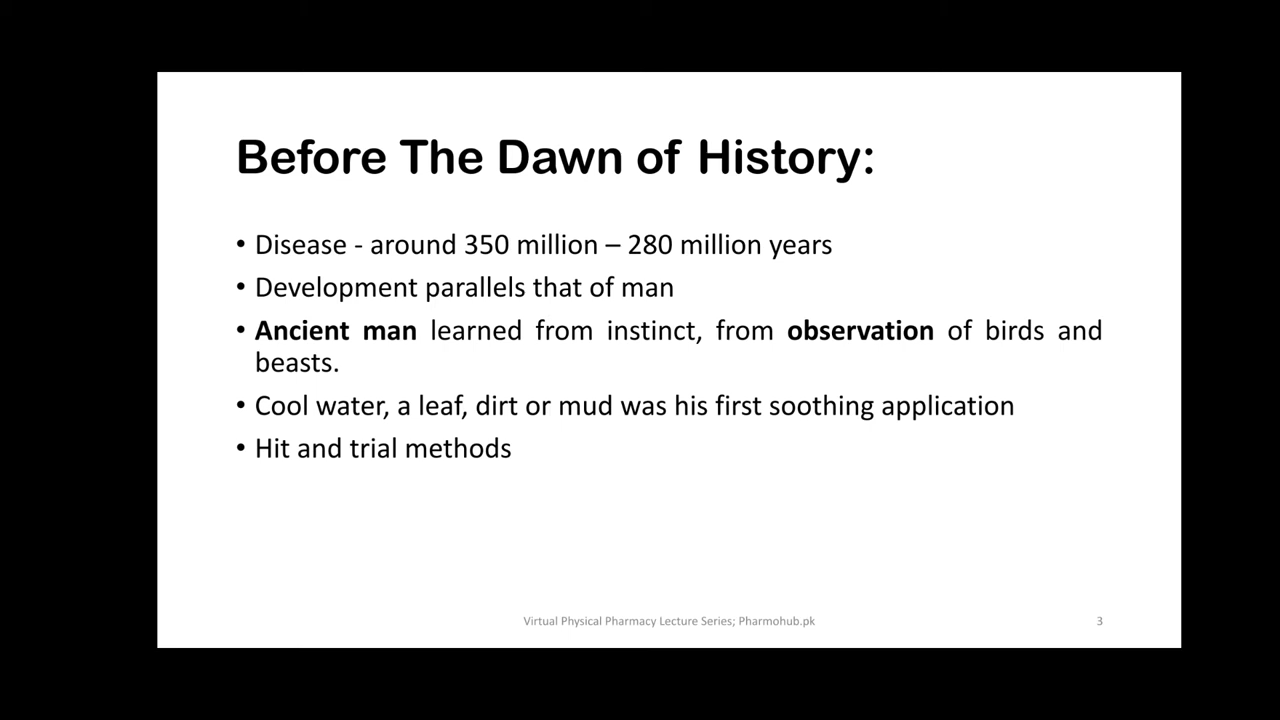 Before The Dawn of History:
• Disease - around 350 million – 280 million years
• Development parallels that of man
• Ancient man learned from instinct, from observation of birds and
beasts.
• Cool water, a leaf, dirt or mud was his first soothing application
• Hit and trial methods
Virtual Physical Pharmacy Lecture Series; Pharmohub.pk
3